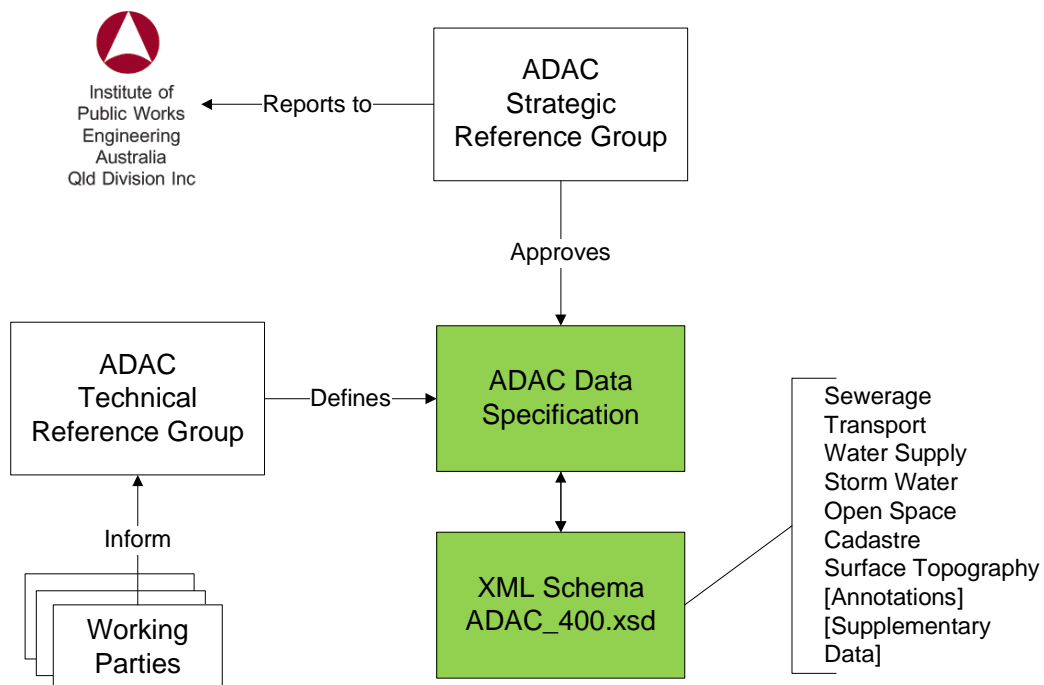 Institute of
Public Works
Engineering
Australia
Qld Division Inc
Reports to
ADAC
Strategic
Reference Group
Approves
ADAC
Technical
Reference Group
Defines
ADAC Data
Specification
Inform
Working
Parties
XML Schema
ADAC_400.xsd
Sewerage
Transport
Water Supply
Storm Water
Open Space
Cadastre
Surface Topography
[Annotations]
[Supplementary
Data]